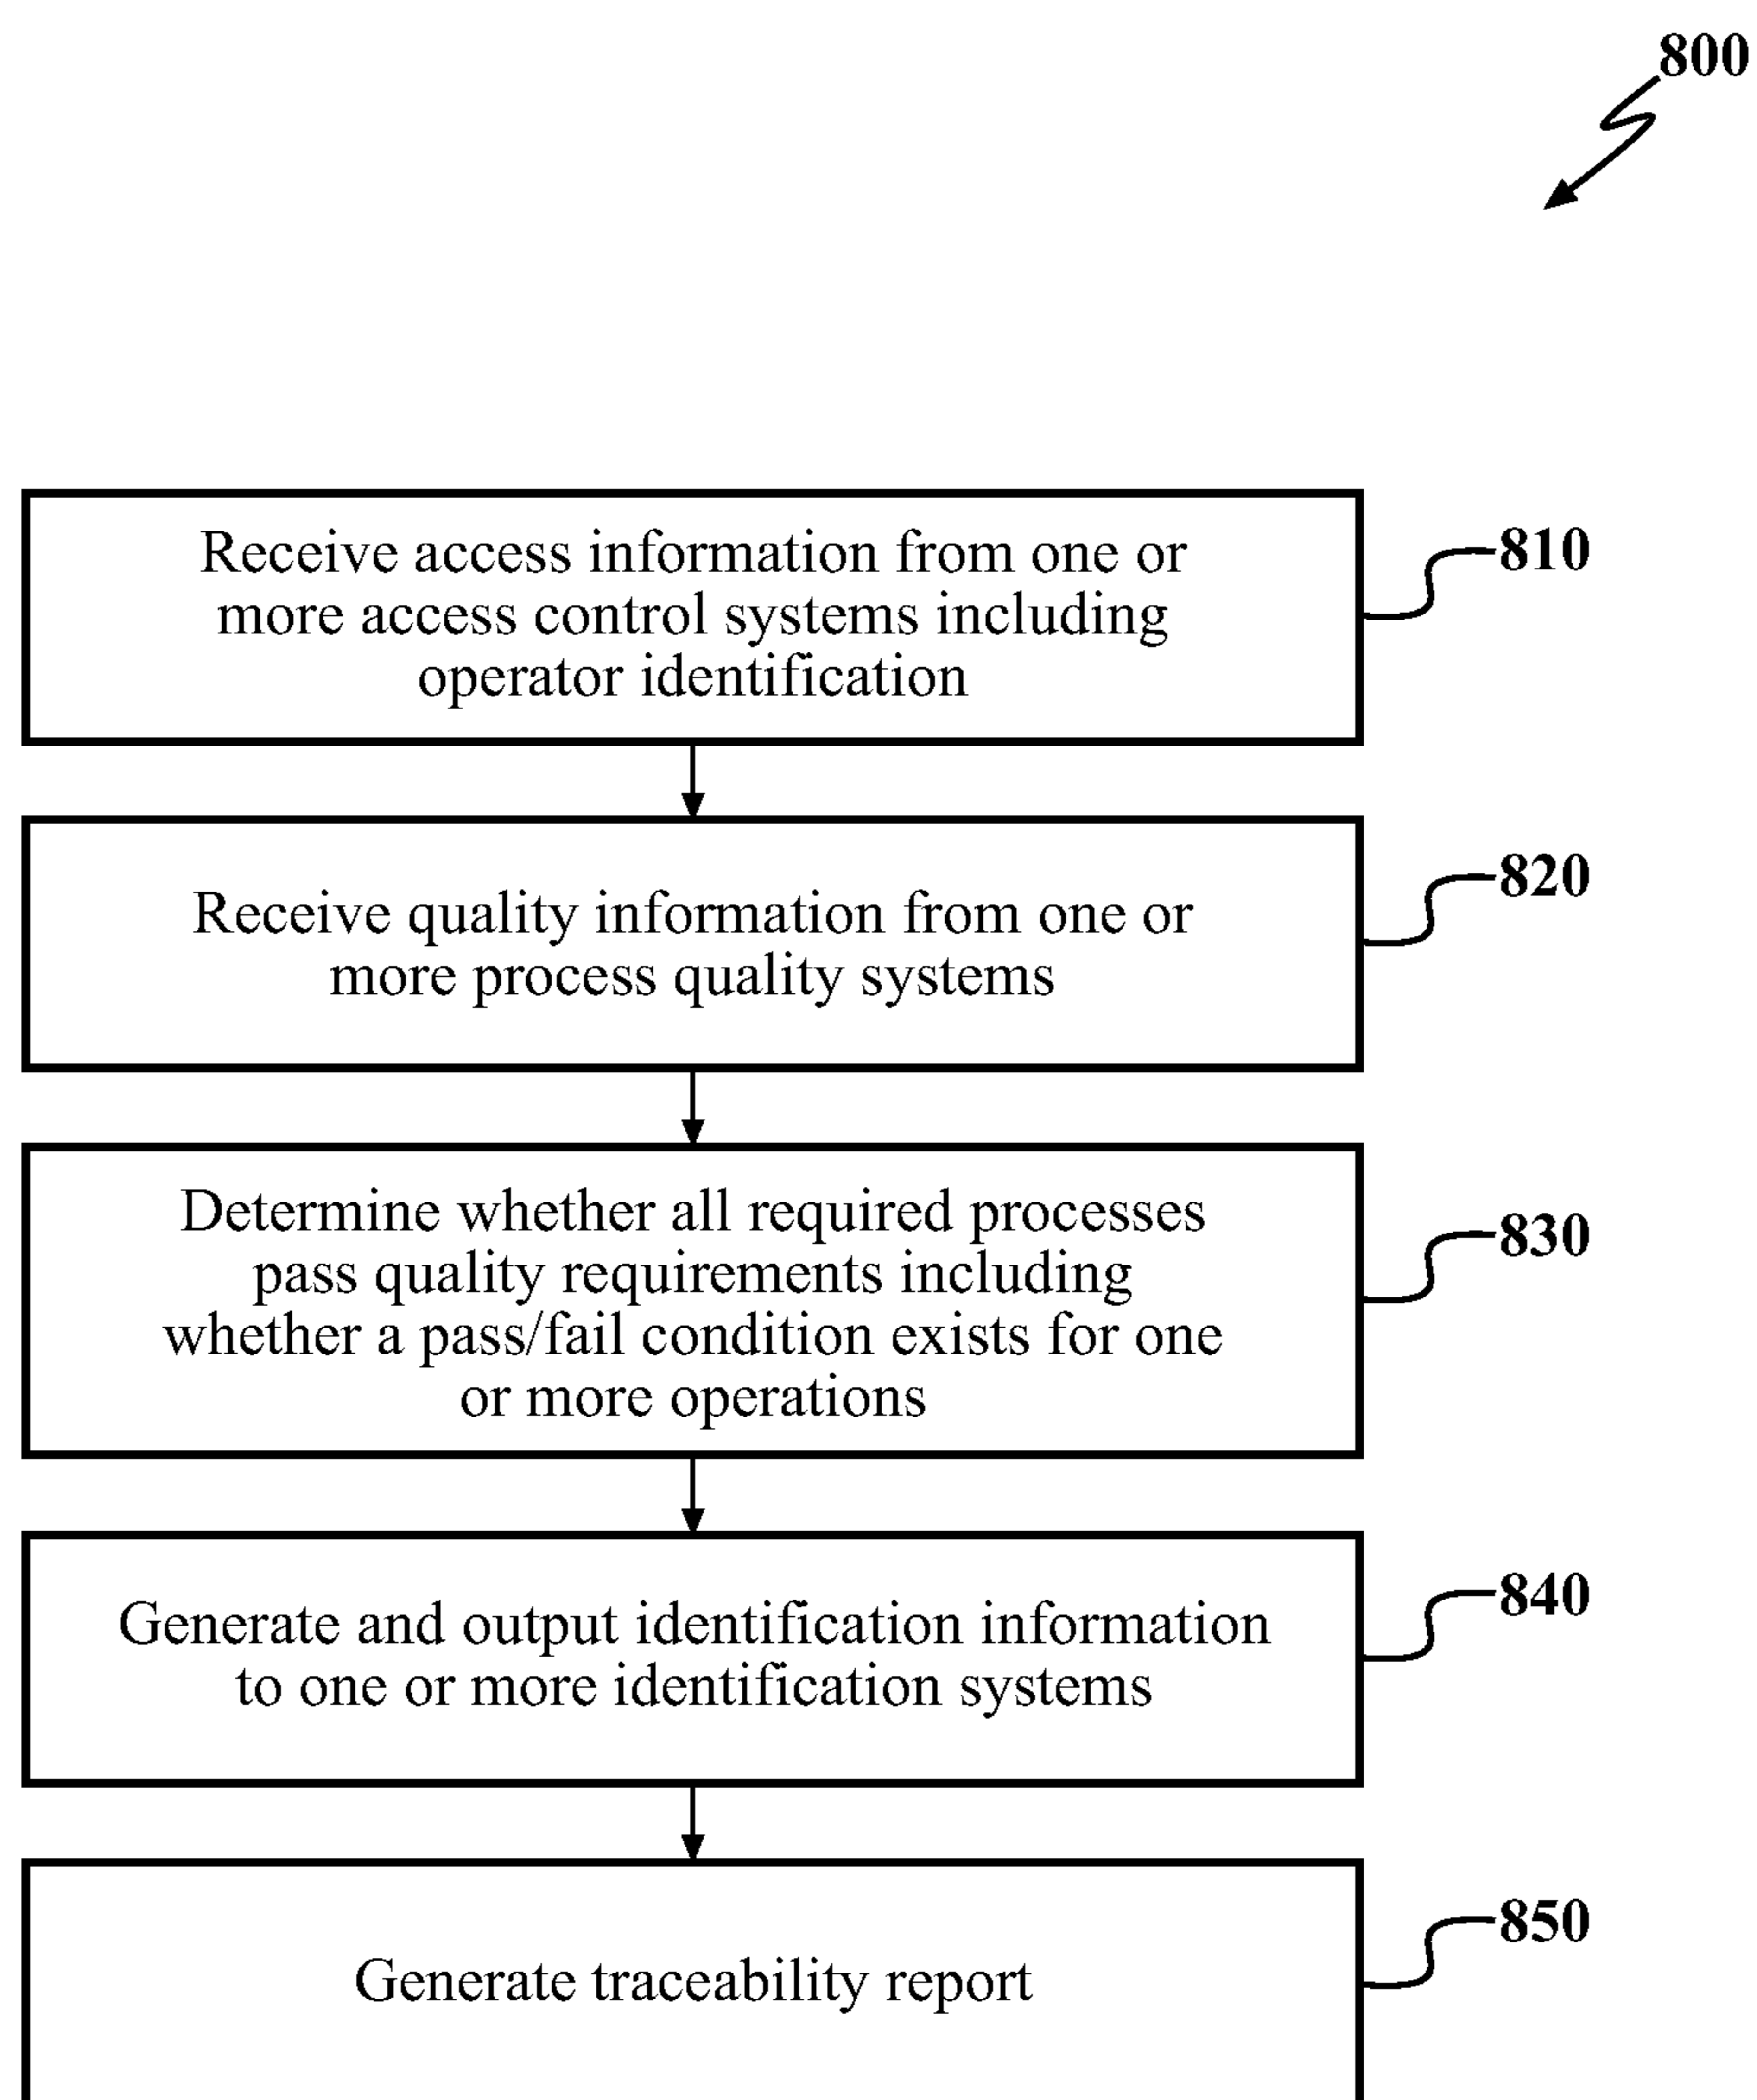 800
Receive access information from one or
more access control systems including
operator identification
810
Receive quality information from one or
more process quality systems
820
Determine whether all required processes
pass quality requirements including
whether a pass/fail condition exists for one
or more operations
830
Generate and output identification information
to one or more identification systems
840
Generate traceability report
850